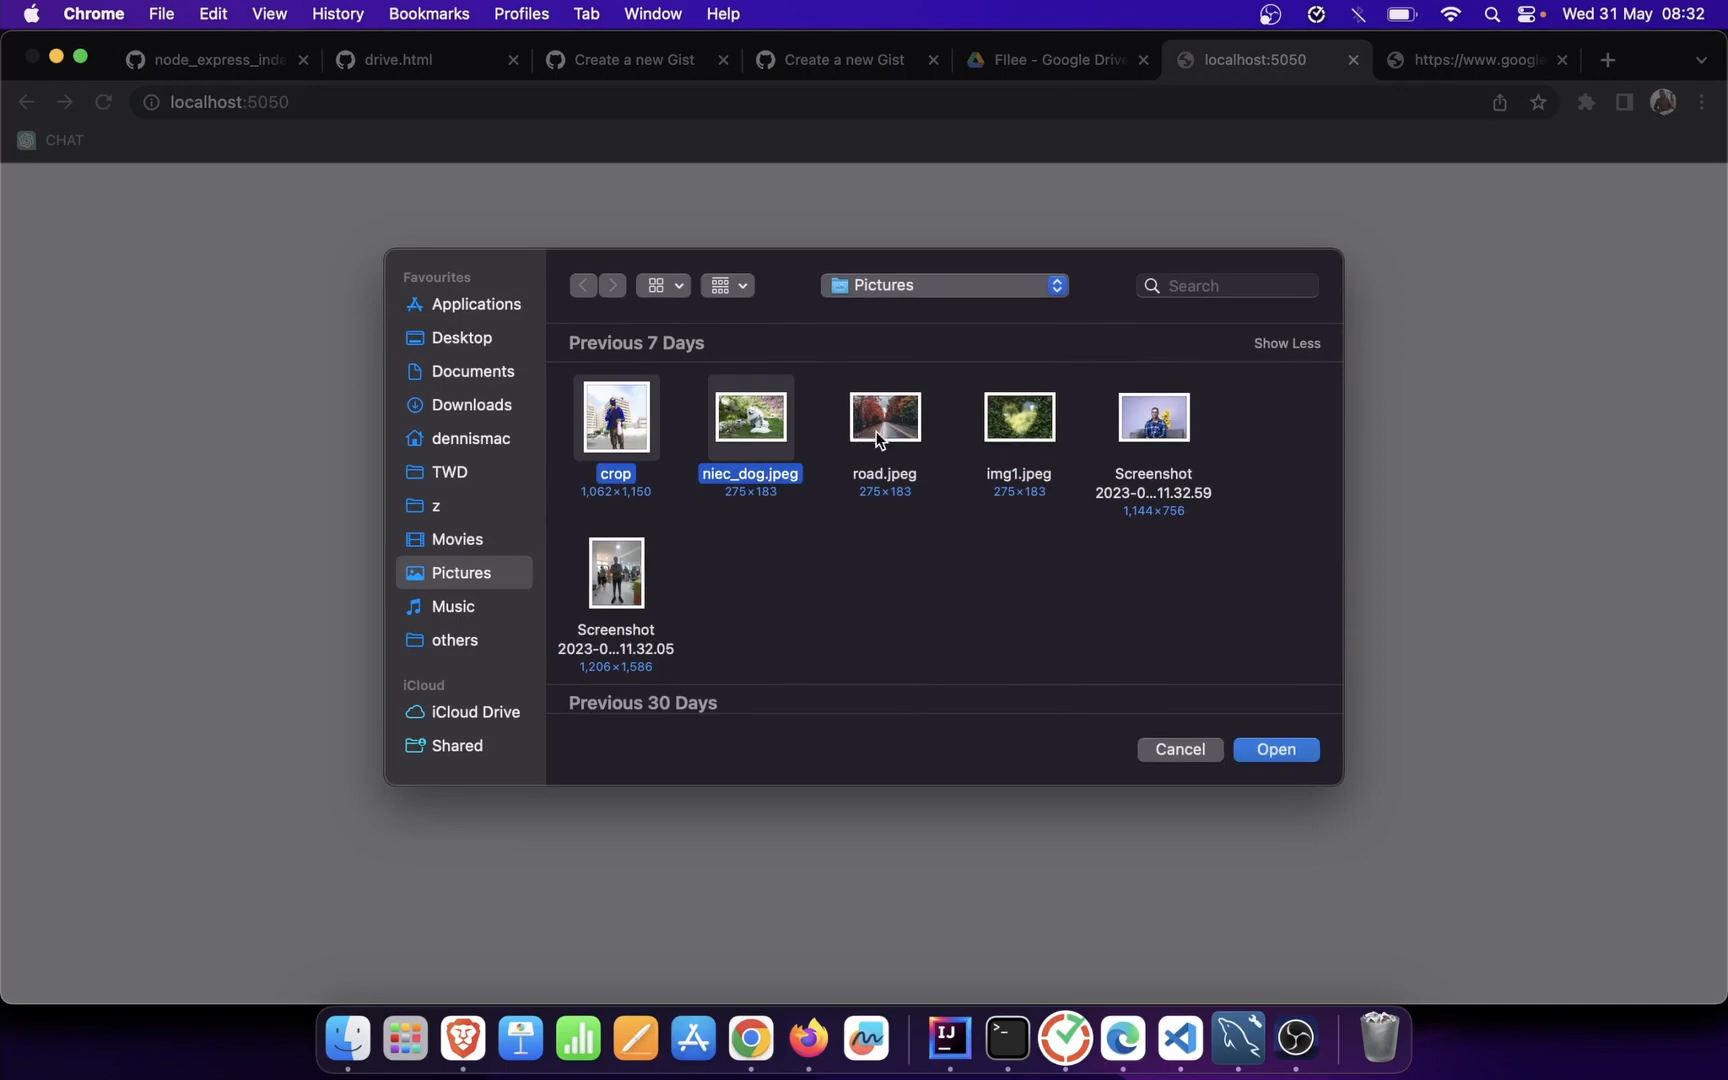 Chrome File Edit View History Bookmarks Profiles Tab Window Help Wed 31 May 08:32
node_express_inde drive.html Create a new Gist Create a new Gist FIlee - Google Drive localhost:5050 https://www.google
localhost:5050
CHAT
Favourites
Applications
Desktop
Documents
Downloads
dennismac
TWD
z
Movies
Pictures
Music
others
iCloud
iCloud Drive
Shared
Pictures
Search
Previous 7 Days Show Less
crop niec_dog.jpeg road.jpeg img1.jpeg Screenshot
2023-0...11.32.59
1,062×1,150 275×183 275×183 275×183
1,144×756
Screenshot
2023-0...11.32.05
1,206×1,586
Previous 30 Days
Cancel Open
IJ